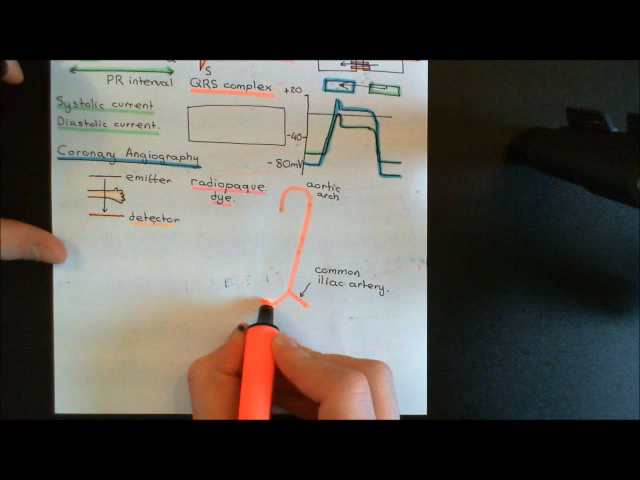 S
PR interval
QRS complex
+20
Systolic current
Diastolic current.
-40
Coronary Angiography
-80mV
emitter
radiopaque
dye.
aortic
arch
detector
common
iliac artery.